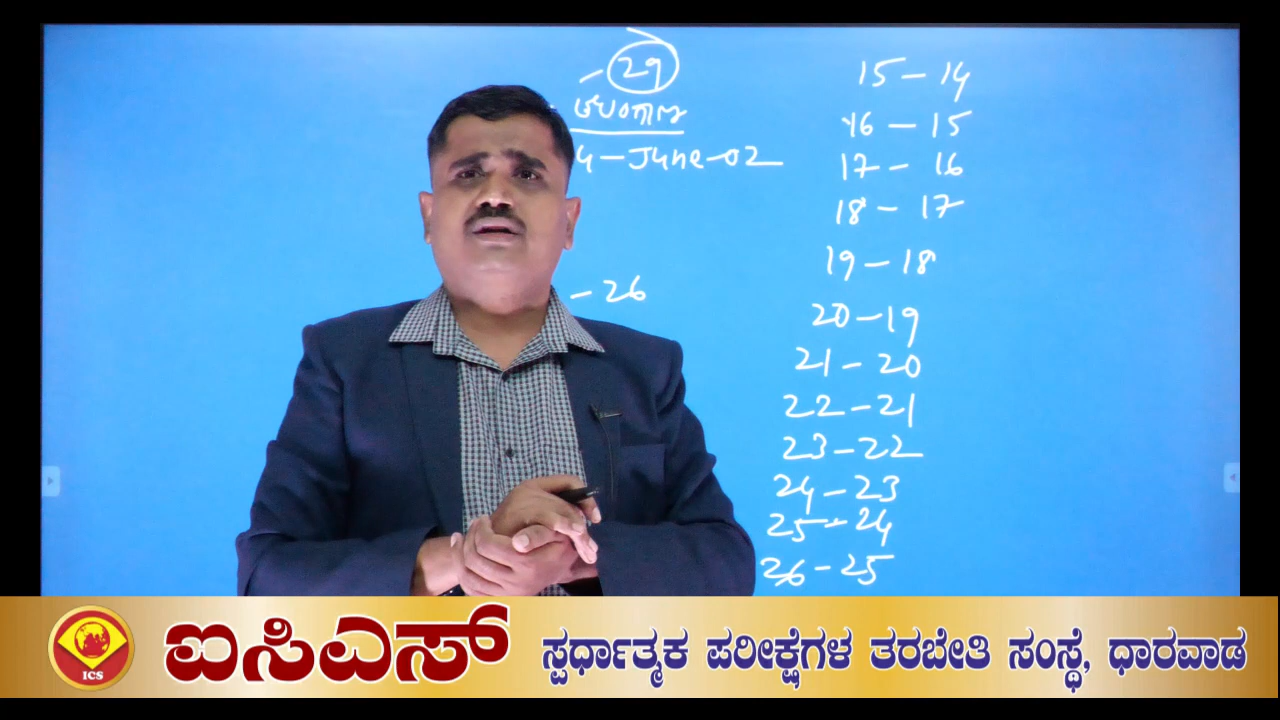 - 29
ತೆಲಂಗಾಣ
4-June-02
- 26
15 - 14
16 - 15
17 - 16
18 - 17
19 - 18
20 - 19
21 - 20
22 - 21
23 - 22
24 - 23
25 - 24
26 - 25
ICS
ಐಸಿಎಸ್
ಸ್ಪರ್ಧಾತ್ಮಕ ಪರೀಕ್ಷೆಗಳ ತರಬೇತಿ ಸಂಸ್ಥೆ, ಧಾರವಾಡ